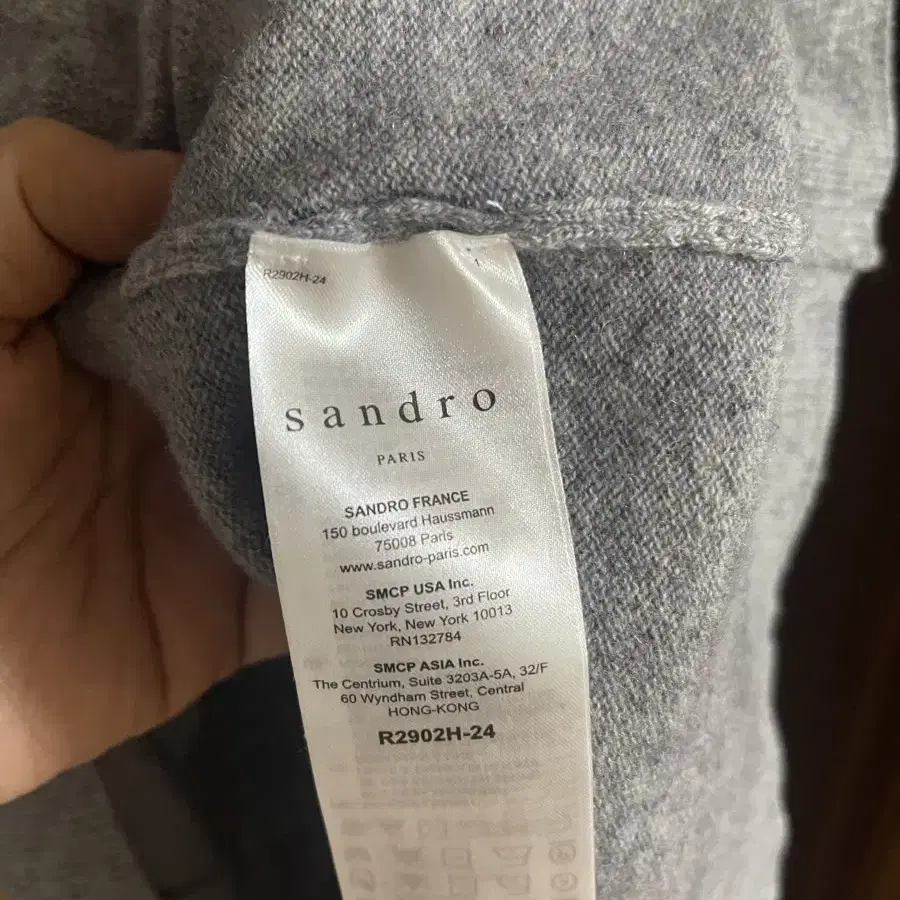 R2902H-24
1
sandro
PARIS
SANDRO FRANCE
150 boulevard Haussmann
75008 Paris
www.sandro-paris.com
SMCP USA Inc.
10 Crosby Street, 3rd Floor
New York, New York 10013
RN132784
SMCP ASIA Inc.
The Centrium, Suite 3203A-5A, 32/F
60 Wyndham Street, Central
HONG-KONG
R2902H-24